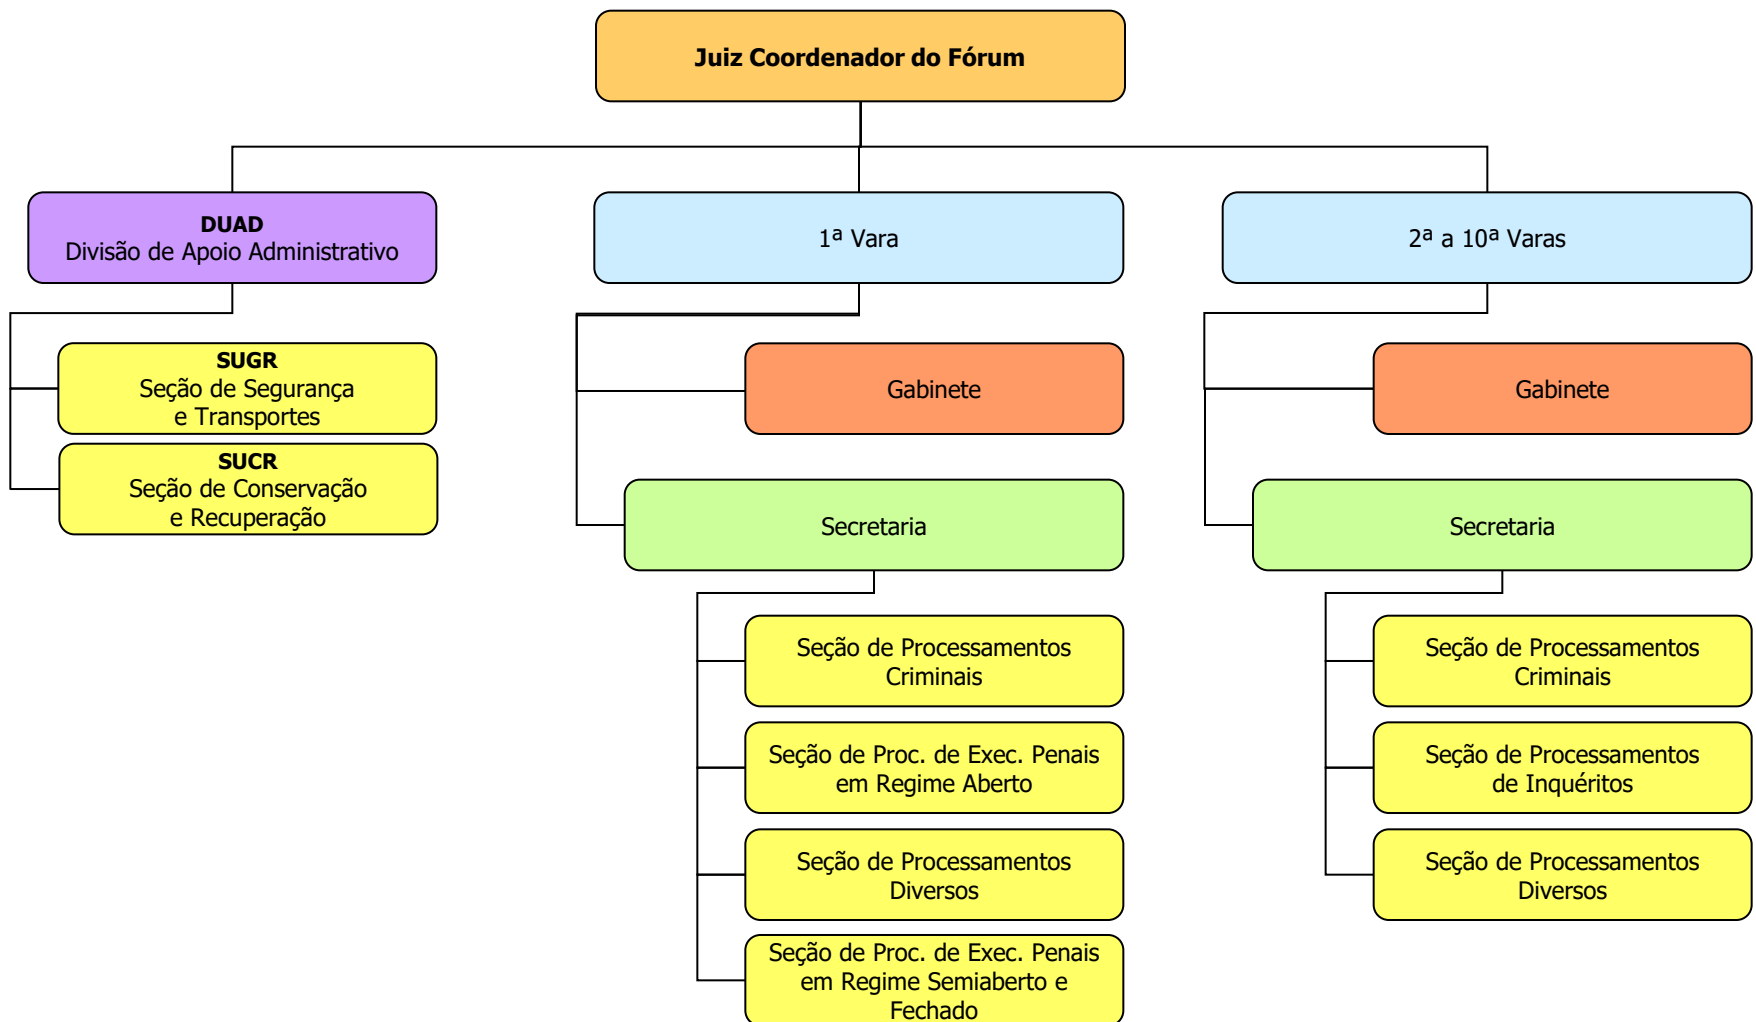 Juiz Coordenador do Fórum
DUAD
Divisão de Apoio Administrativo
1ª Vara
2ª a 10ª Varas
SUGR
Seção de Segurança
e Transportes
SUCR
Seção de Conservação
e Recuperação
Gabinete
Secretaria
Seção de Processamentos
Criminais
Seção de Proc. de Exec. Penais
em Regime Aberto
Seção de Processamentos
Diversos
Seção de Proc. de Exec. Penais
em Regime Semiaberto e
Fechado
Gabinete
Secretaria
Seção de Processamentos
Criminais
Seção de Processamentos
de Inquéritos
Seção de Processamentos
Diversos